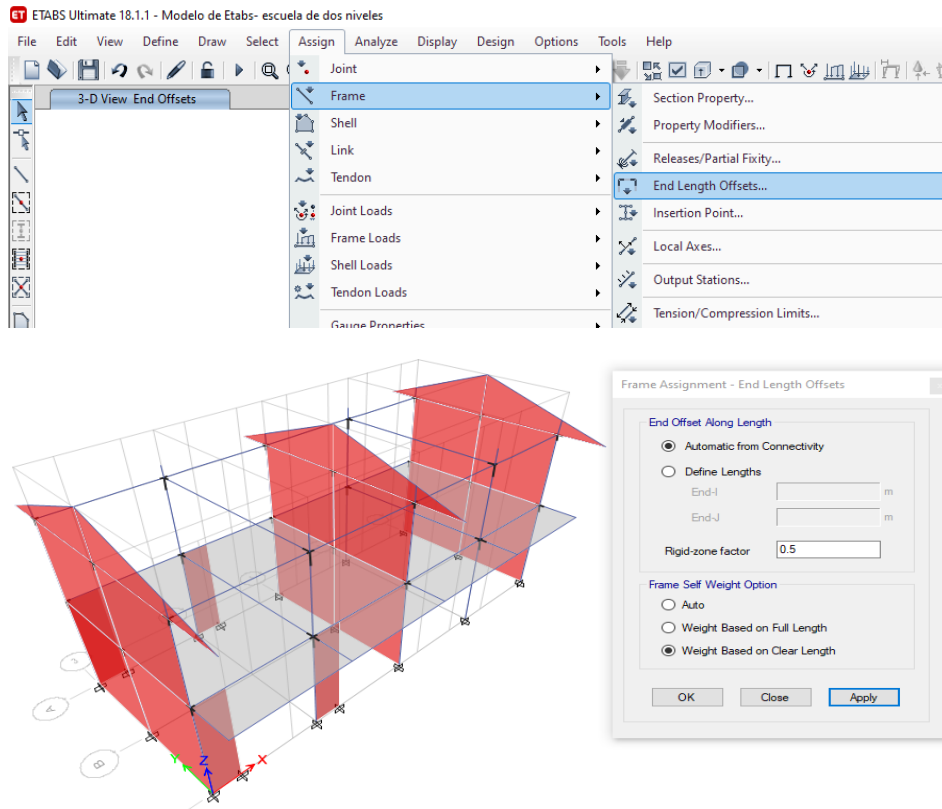 ET ETABS Ultimate 18.1.1 - Modelo de Etabs- escuela de dos niveles
File Edit View Define Draw Select Assign Analyze Display Design Options Tools Help
3-D View End Offsets
Joint
Frame
Shell
Link
Tendon
Joint Loads
Frame Loads
Shell Loads
Tendon Loads
Gauge Properties
Section Property...
Property Modifiers...
Releases/Partial Fixity...
End Length Offsets...
Insertion Point...
Local Axes...
Output Stations...
Tension/Compression Limits...
Frame Assignment - End Length Offsets
End Offset Along Length
Automatic from Connectivity
Define Lengths
End-I m
End-J m
Rigid-zone factor 0.5
Frame Self Weight Option
Auto
Weight Based on Full Length
Weight Based on Clear Length
OK Close Apply
3
A
B
Y Z X